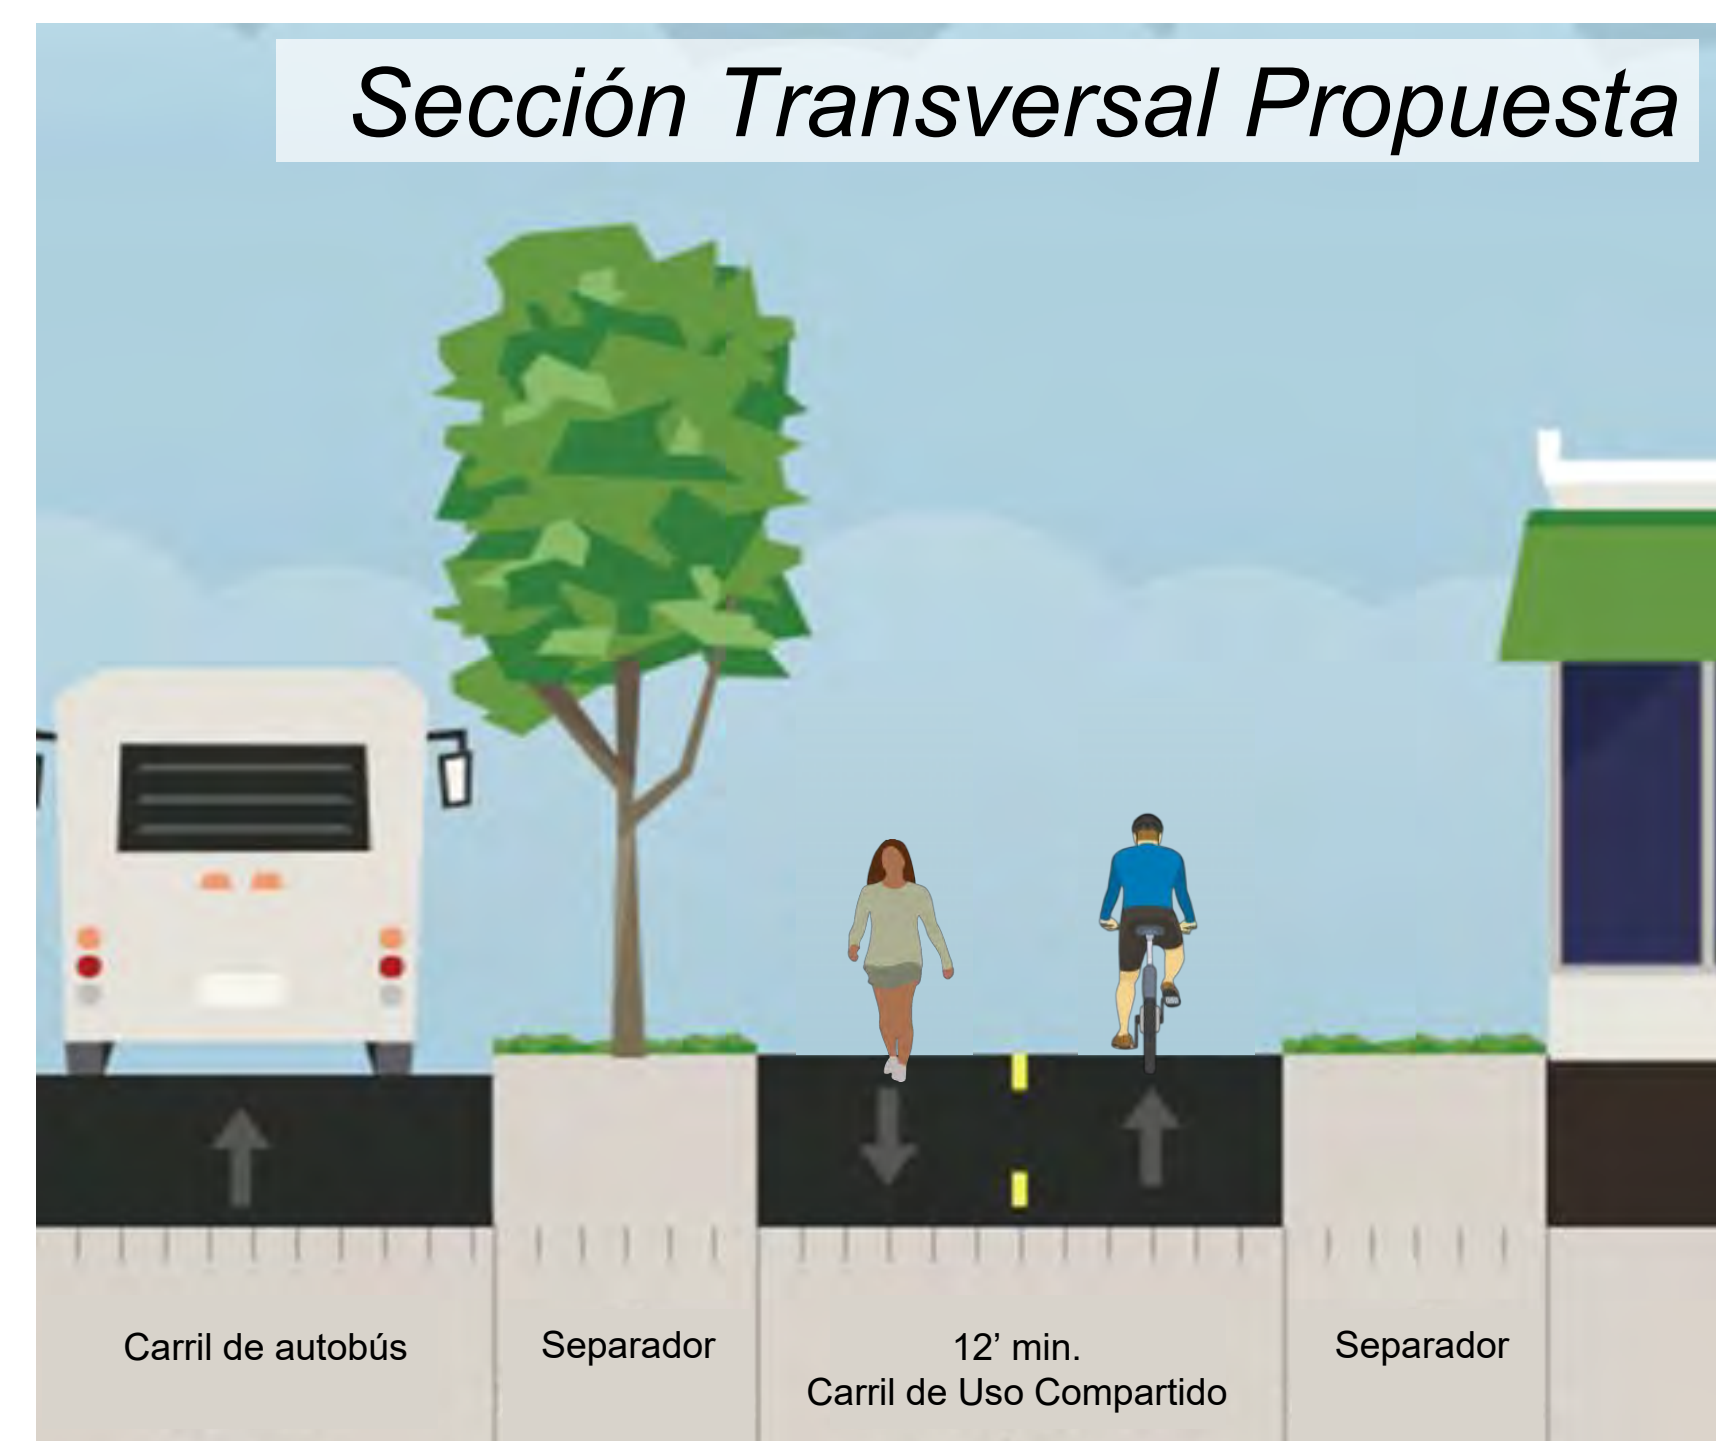 Sección Transversal Propuesta
Carril de autobús
Separador
12’ min.
Carril de Uso Compartido
Separador